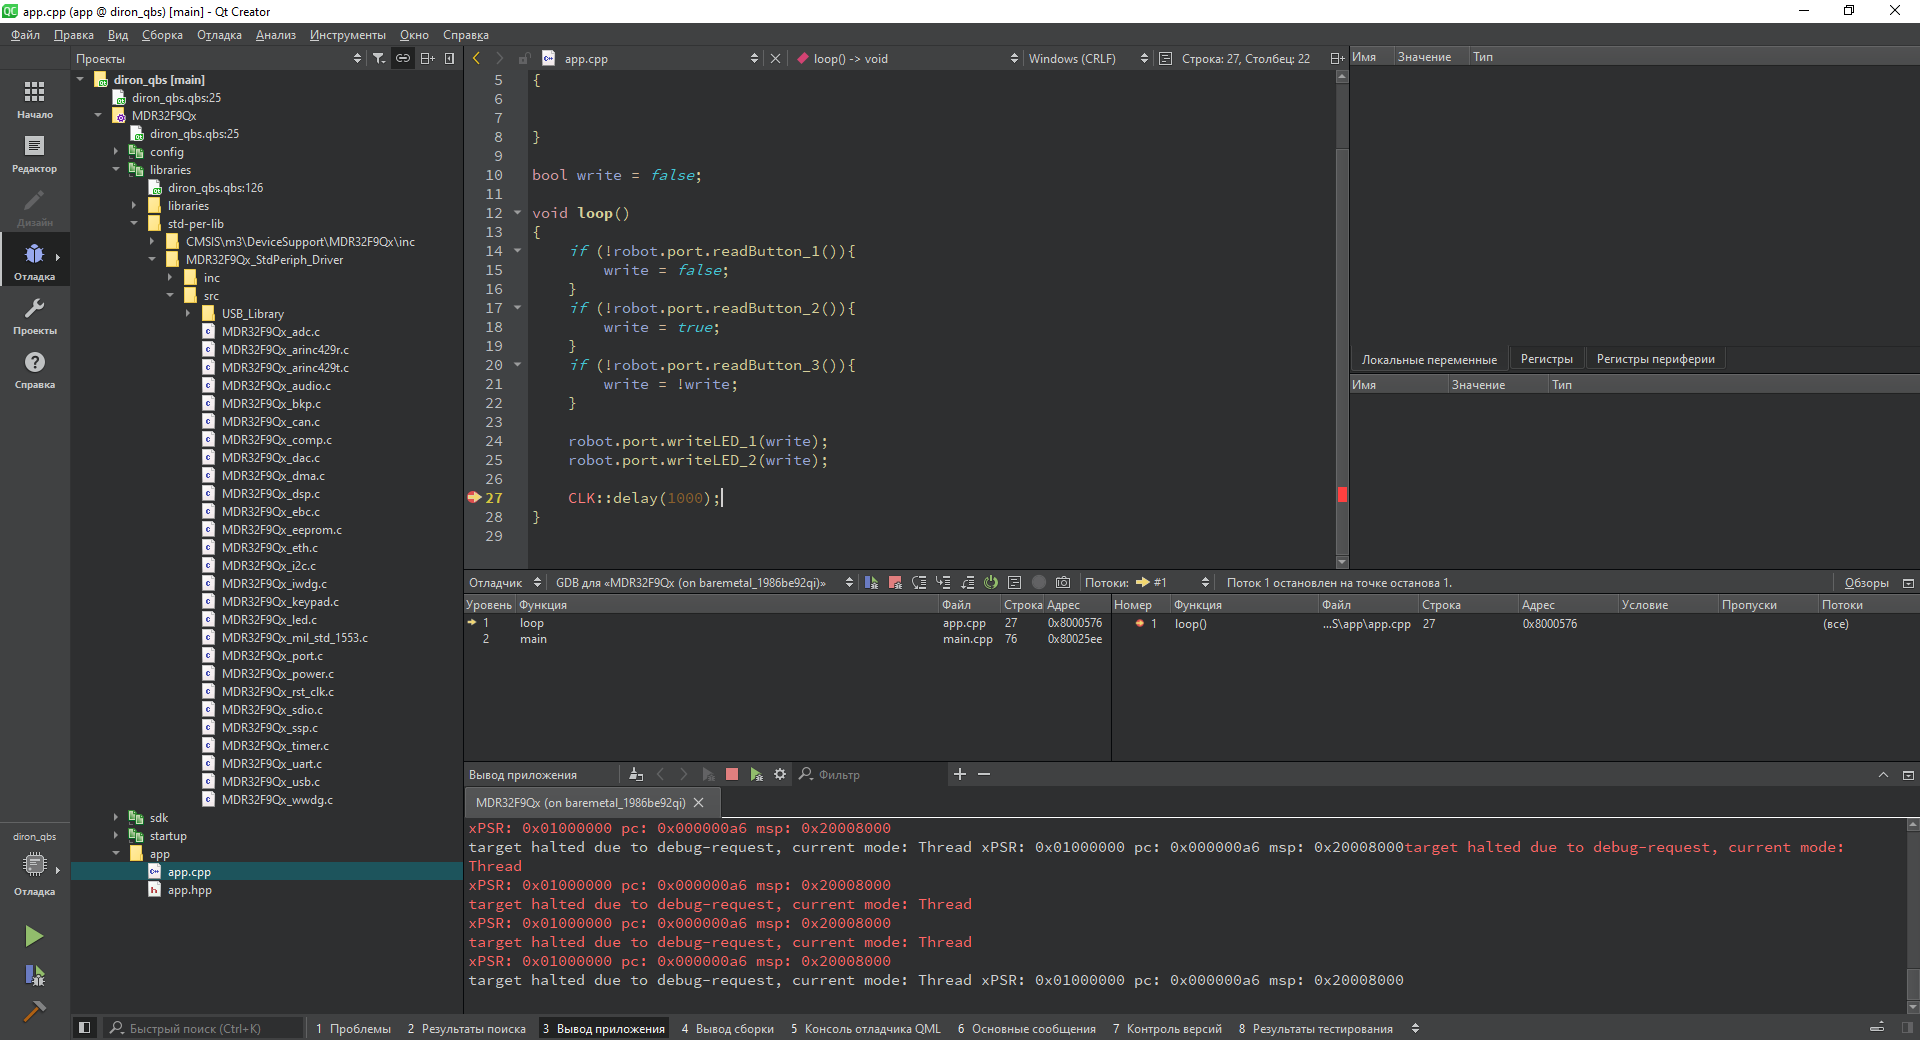 app.cpp (app @ diron_qbs) [main] - Qt Creator
Файл Правка Вид Сборка Отладка Анализ Инструменты Окно Справка
Начало
Редактор
Дизайн
Отладка
Проекты
Справка
diron_qbs
Отладка
Проекты
diron_qbs [main]
diron_qbs.qbs:25
MDR32F9Qx
diron_qbs.qbs:25
config
libraries
diron_qbs.qbs:126
libraries
std-per-lib
CMSIS\m3\DeviceSupport\MDR32F9Qx\inc
MDR32F9Qx_StdPeriph_Driver
inc
src
USB_Library
MDR32F9Qx_adc.c
MDR32F9Qx_arinc429r.c
MDR32F9Qx_arinc429t.c
MDR32F9Qx_audio.c
MDR32F9Qx_bkp.c
MDR32F9Qx_can.c
MDR32F9Qx_comp.c
MDR32F9Qx_dac.c
MDR32F9Qx_dma.c
MDR32F9Qx_dsp.c
MDR32F9Qx_ebc.c
MDR32F9Qx_eeprom.c
MDR32F9Qx_eth.c
MDR32F9Qx_i2c.c
MDR32F9Qx_iwdg.c
MDR32F9Qx_keypad.c
MDR32F9Qx_led.c
MDR32F9Qx_mil_std_1553.c
MDR32F9Qx_port.c
MDR32F9Qx_power.c
MDR32F9Qx_rst_clk.c
MDR32F9Qx_sdio.c
MDR32F9Qx_ssp.c
MDR32F9Qx_timer.c
MDR32F9Qx_uart.c
MDR32F9Qx_usb.c
MDR32F9Qx_wwdg.c
sdk
startup
app
app.cpp
app.hpp
app.cpp loop() -> void Windows (CRLF) Строка: 27, Столбец: 22
5 {
6
7
8 }
9
10 bool write = false;
11
12 void loop()
13 {
14 if (!robot.port.readButton_1()){
15 write = false;
16 }
17 if (!robot.port.readButton_2()){
18 write = true;
19 }
20 if (!robot.port.readButton_3()){
21 write = !write;
22 }
23
24 robot.port.writeLED_1(write);
25 robot.port.writeLED_2(write);
26
27 CLK::delay(1000);
28 }
29
Имя Значение Тип
Локальные переменные Регистры Регистры периферии
Имя Значение Тип
Отладчик GDB для «MDR32F9Qx (on baremetal_1986be92qi)» Потоки: #1 Поток 1 остановлен на точке останова 1. Обзоры
Уровень Функция Файл Строка Адрес
1 loop app.cpp 27 0x8000576
2 main main.cpp 76 0x80025ee
Номер Функция Файл Строка Адрес Условие Пропуски Потоки
1 loop() ...S\app\app.cpp 27 0x8000576 (все)
Вывод приложения Фильтр
MDR32F9Qx (on baremetal_1986be92qi)
xPSR: 0x01000000 pc: 0x000000a6 msp: 0x20008000
target halted due to debug-request, current mode: Thread xPSR: 0x01000000 pc: 0x000000a6 msp: 0x20008000target halted due to debug-request, current mode:
Thread
xPSR: 0x01000000 pc: 0x000000a6 msp: 0x20008000
target halted due to debug-request, current mode: Thread
xPSR: 0x01000000 pc: 0x000000a6 msp: 0x20008000
target halted due to debug-request, current mode: Thread
xPSR: 0x01000000 pc: 0x000000a6 msp: 0x20008000
target halted due to debug-request, current mode: Thread xPSR: 0x01000000 pc: 0x000000a6 msp: 0x20008000
Быстрый поиск (Ctrl+K) 1 Проблемы 2 Результаты поиска 3 Вывод приложения 4 Вывод сборки 5 Консоль отладчика QML 6 Основные сообщения 7 Контроль версий 8 Результаты тестирования